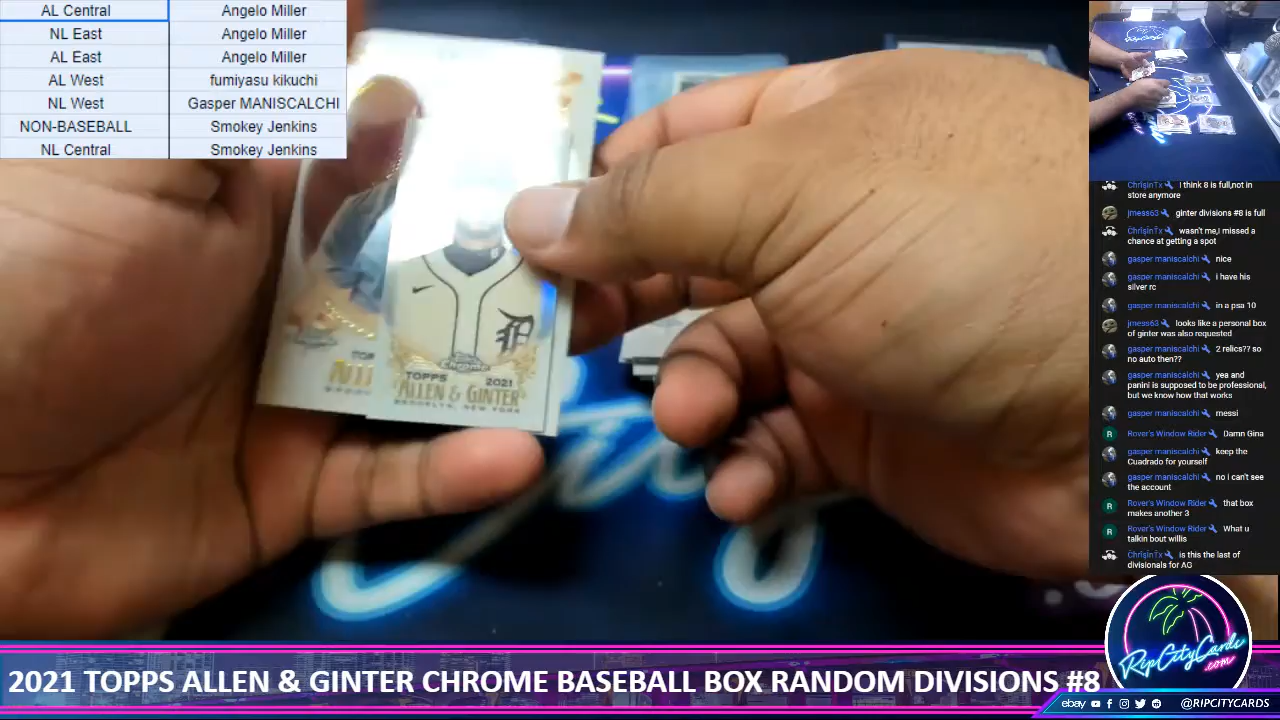 AL Central Angelo Miller
NL East Angelo Miller
AL East Angelo Miller
AL West fumiyasu kikuchi
NL West Gasper MANISCALCHI
NON-BASEBALL Smokey Jenkins
NL Central Smokey Jenkins
Chrome
TOPPS 2021
ALLEN & GINTER
BROOKLYN, NEW YORK
ChrisInTx I think 8 is full,not in
store anymore
jmess63 ginter divisions #8 is full
ChrisInTx wasn't me,I missed a
chance at getting a spot
gasper maniscalchi nice
gasper maniscalchi i have his
silver rc
gasper maniscalchi in a psa 10
jmess63 looks like a personal box
of ginter was also requested
gasper maniscalchi 2 relics?? so
no auto then??
gasper maniscalchi yea and
panini is supposed to be professional,
but we know how that works
gasper maniscalchi messi
R Rover's Window Rider Damn Gina
gasper maniscalchi keep the
Cuadrado for yourself
gasper maniscalchi no i can't see
the account
R Rover's Window Rider that box
makes another 3
R Rover's Window Rider What u
talkin bout willis
ChrisInTx is this the last of
divisionals for AG
RipCityCards
.com
2021 TOPPS ALLEN & GINTER CHROME BASEBALL BOX RANDOM DIVISIONS #8
ebay @RIPCITYCARDS